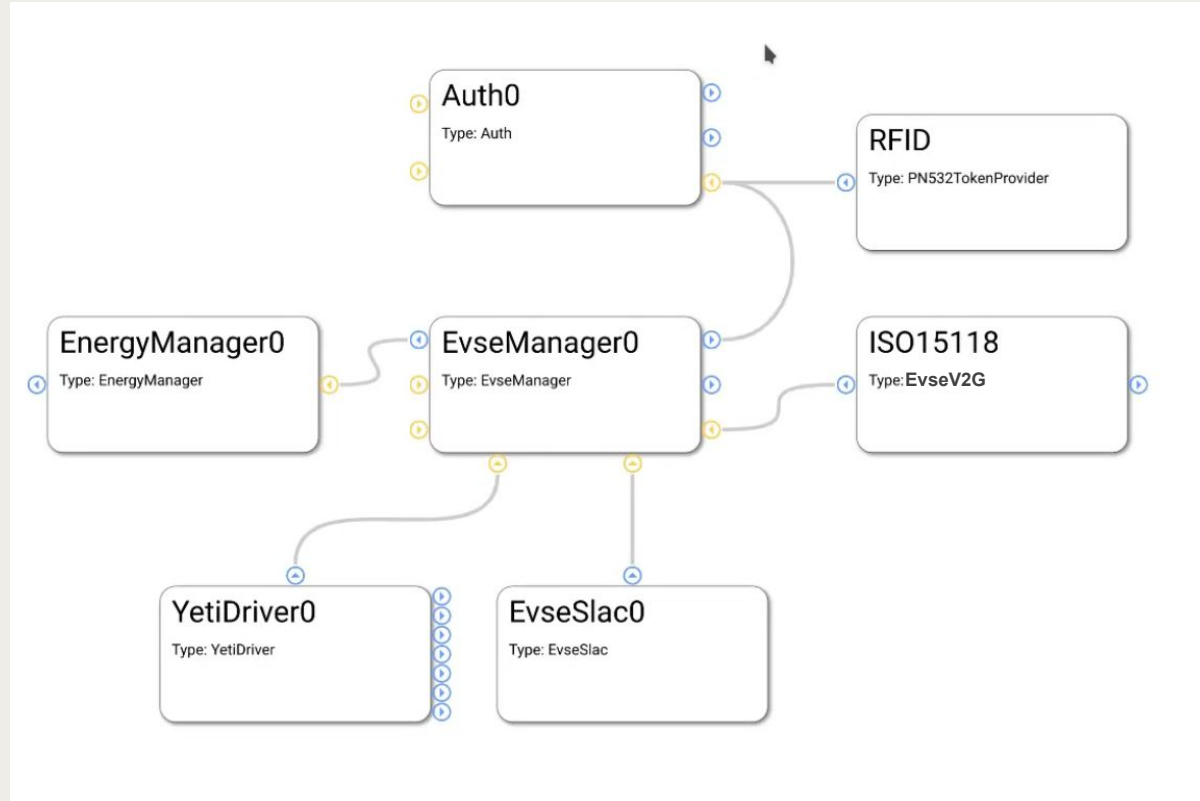 Auth0
Type: Auth
RFID
Type: PN532TokenProvider
EnergyManager0
Type: EnergyManager
EvseManager0
Type: EvseManager
ISO15118
Type:EvseV2G
YetiDriver0
Type: YetiDriver
EvseSlac0
Type: EvseSlac